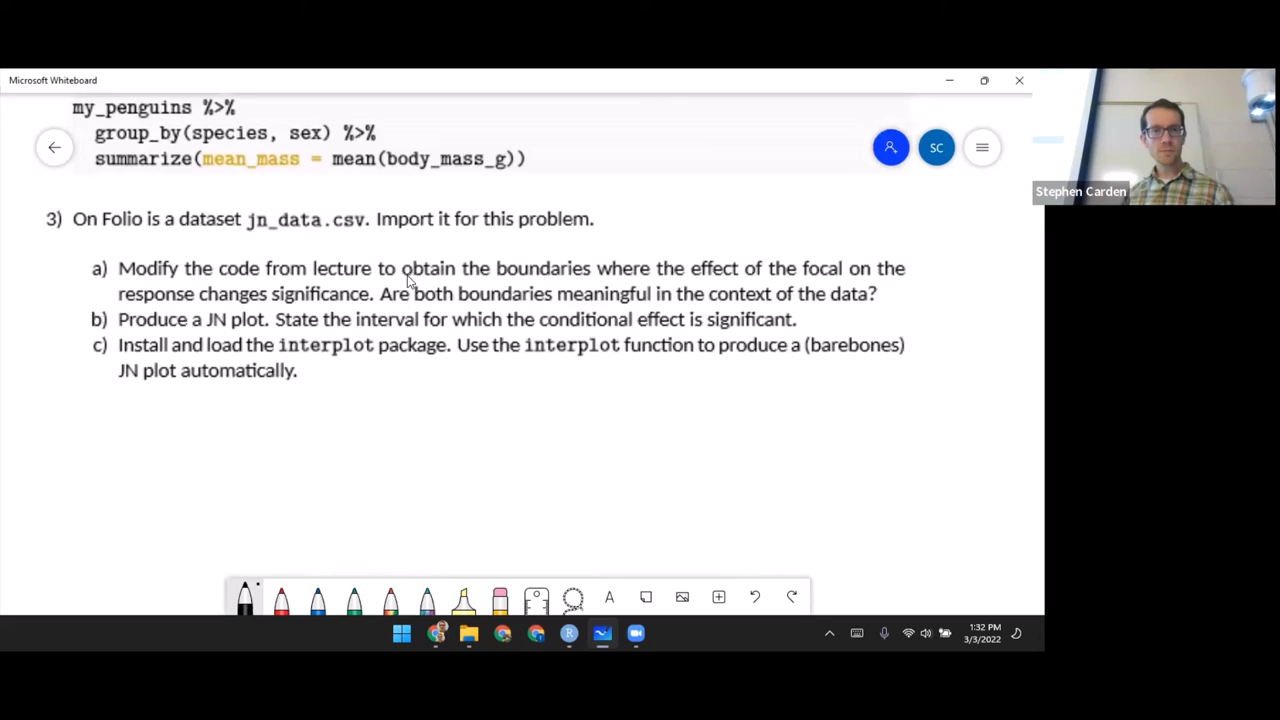 Microsoft Whiteboard
my_penguins %>%
group_by(species, sex) %>%
summarize(mean_mass = mean(body_mass_g))
SC
Stephen Carden
3) On Folio is a dataset jn_data.csv. Import it for this problem.
a) Modify the code from lecture to obtain the boundaries where the effect of the focal on the
response changes significance. Are both boundaries meaningful in the context of the data?
b) Produce a JN plot. State the interval for which the conditional effect is significant.
c) Install and load the interplot package. Use the interplot function to produce a (barebones)
JN plot automatically.
A
1:32 PM
3/3/2022